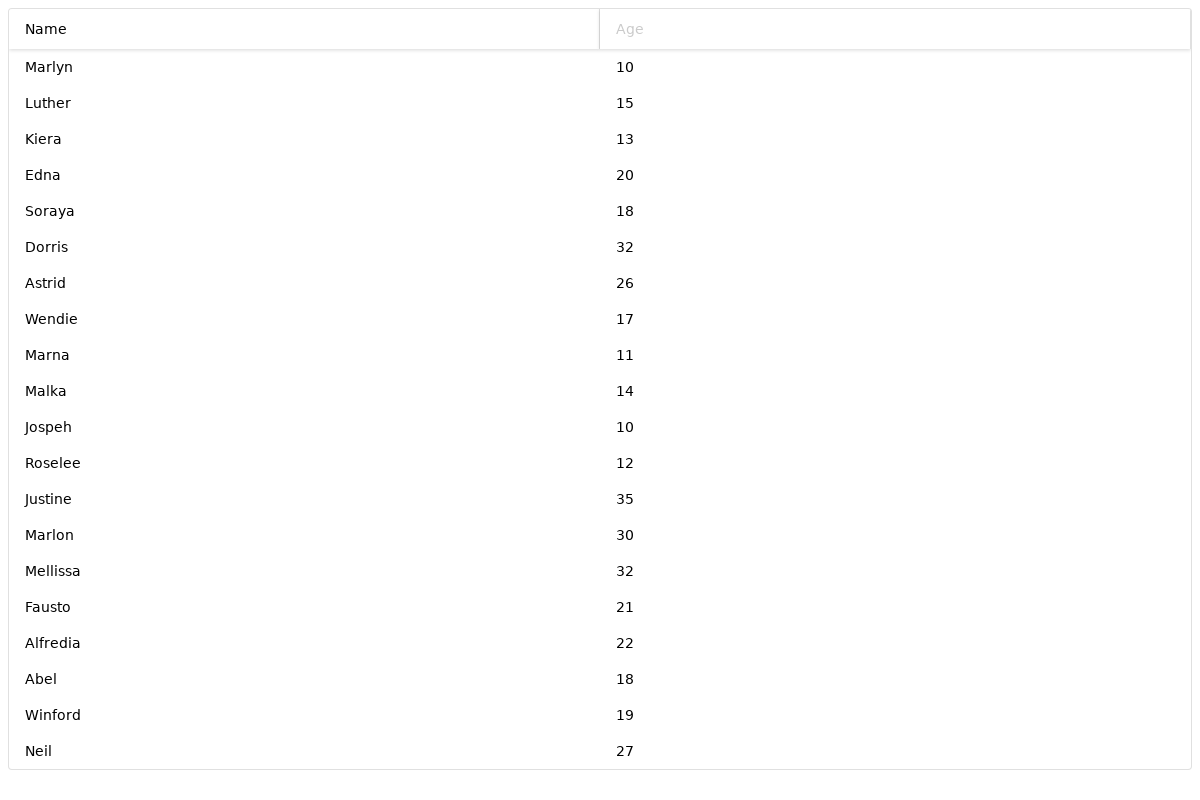 Name Age
Marlyn 10
Luther 15
Kiera 13
Edna 20
Soraya 18
Dorris 32
Astrid 26
Wendie 17
Marna 11
Malka 14
Jospeh 10
Roselee 12
Justine 35
Marlon 30
Mellissa 32
Fausto 21
Alfredia 22
Abel 18
Winford 19
Neil 27